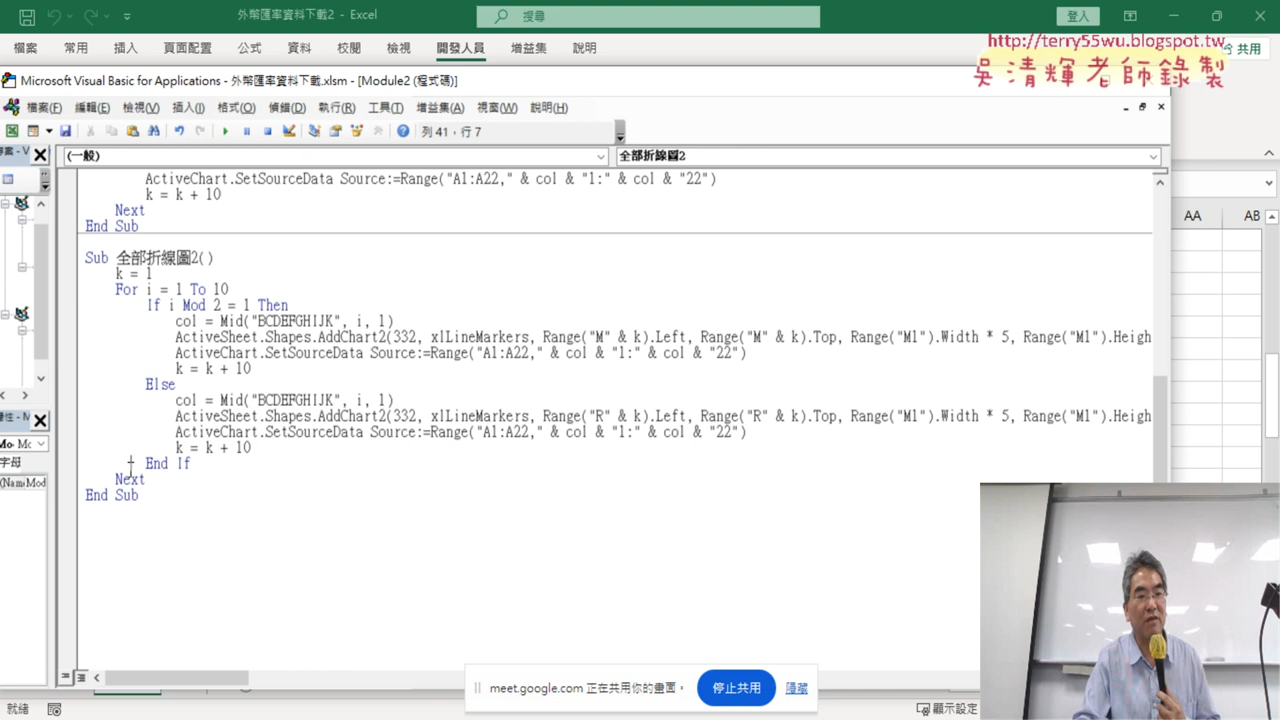 外幣匯率資料下載2 - Excel
搜尋
登入
檔案 常用 插入 頁面配置 公式 資料 校閱 檢視 開發人員 增益集 說明
共用
http://terry55wu.blogspot.tw
吳清輝老師錄製
Microsoft Visual Basic for Applications - 外幣匯率資料下載.xlsm - [Module2 (程式碼)]
檔案(F) 編輯(E) 檢視(V) 插入(I) 格式(O) 偵錯(D) 執行(R) 工具(T) 增益集(A) 視窗(W) 說明(H)
列 41，行 7
(一般) 全部折線圖2
ActiveChart.SetSourceData Source:=Range("A1:A22," & col & "1:" & col & "22")
k = k + 10
Next
End Sub
Sub 全部折線圖2()
k = 1
For i = 1 To 10
If i Mod 2 = 1 Then
col = Mid("BCDEFGHIJK", i, 1)
ActiveSheet.Shapes.AddChart2(332, xlLineMarkers, Range("M" & k).Left, Range("M" & k).Top, Range("M1").Width * 5, Range("M1").Heigh
ActiveChart.SetSourceData Source:=Range("A1:A22," & col & "1:" & col & "22")
k = k + 10
Else
col = Mid("BCDEFGHIJK", i, 1)
ActiveSheet.Shapes.AddChart2(332, xlLineMarkers, Range("R" & k).Left, Range("R" & k).Top, Range("M1").Width * 5, Range("M1").Heigh
ActiveChart.SetSourceData Source:=Range("A1:A22," & col & "1:" & col & "22")
k = k + 10
End If
Next
End Sub
AA AB
字母
(Nam Mod
meet.google.com 正在共用你的畫面。
停止共用
隱藏
就緒
顯示設定